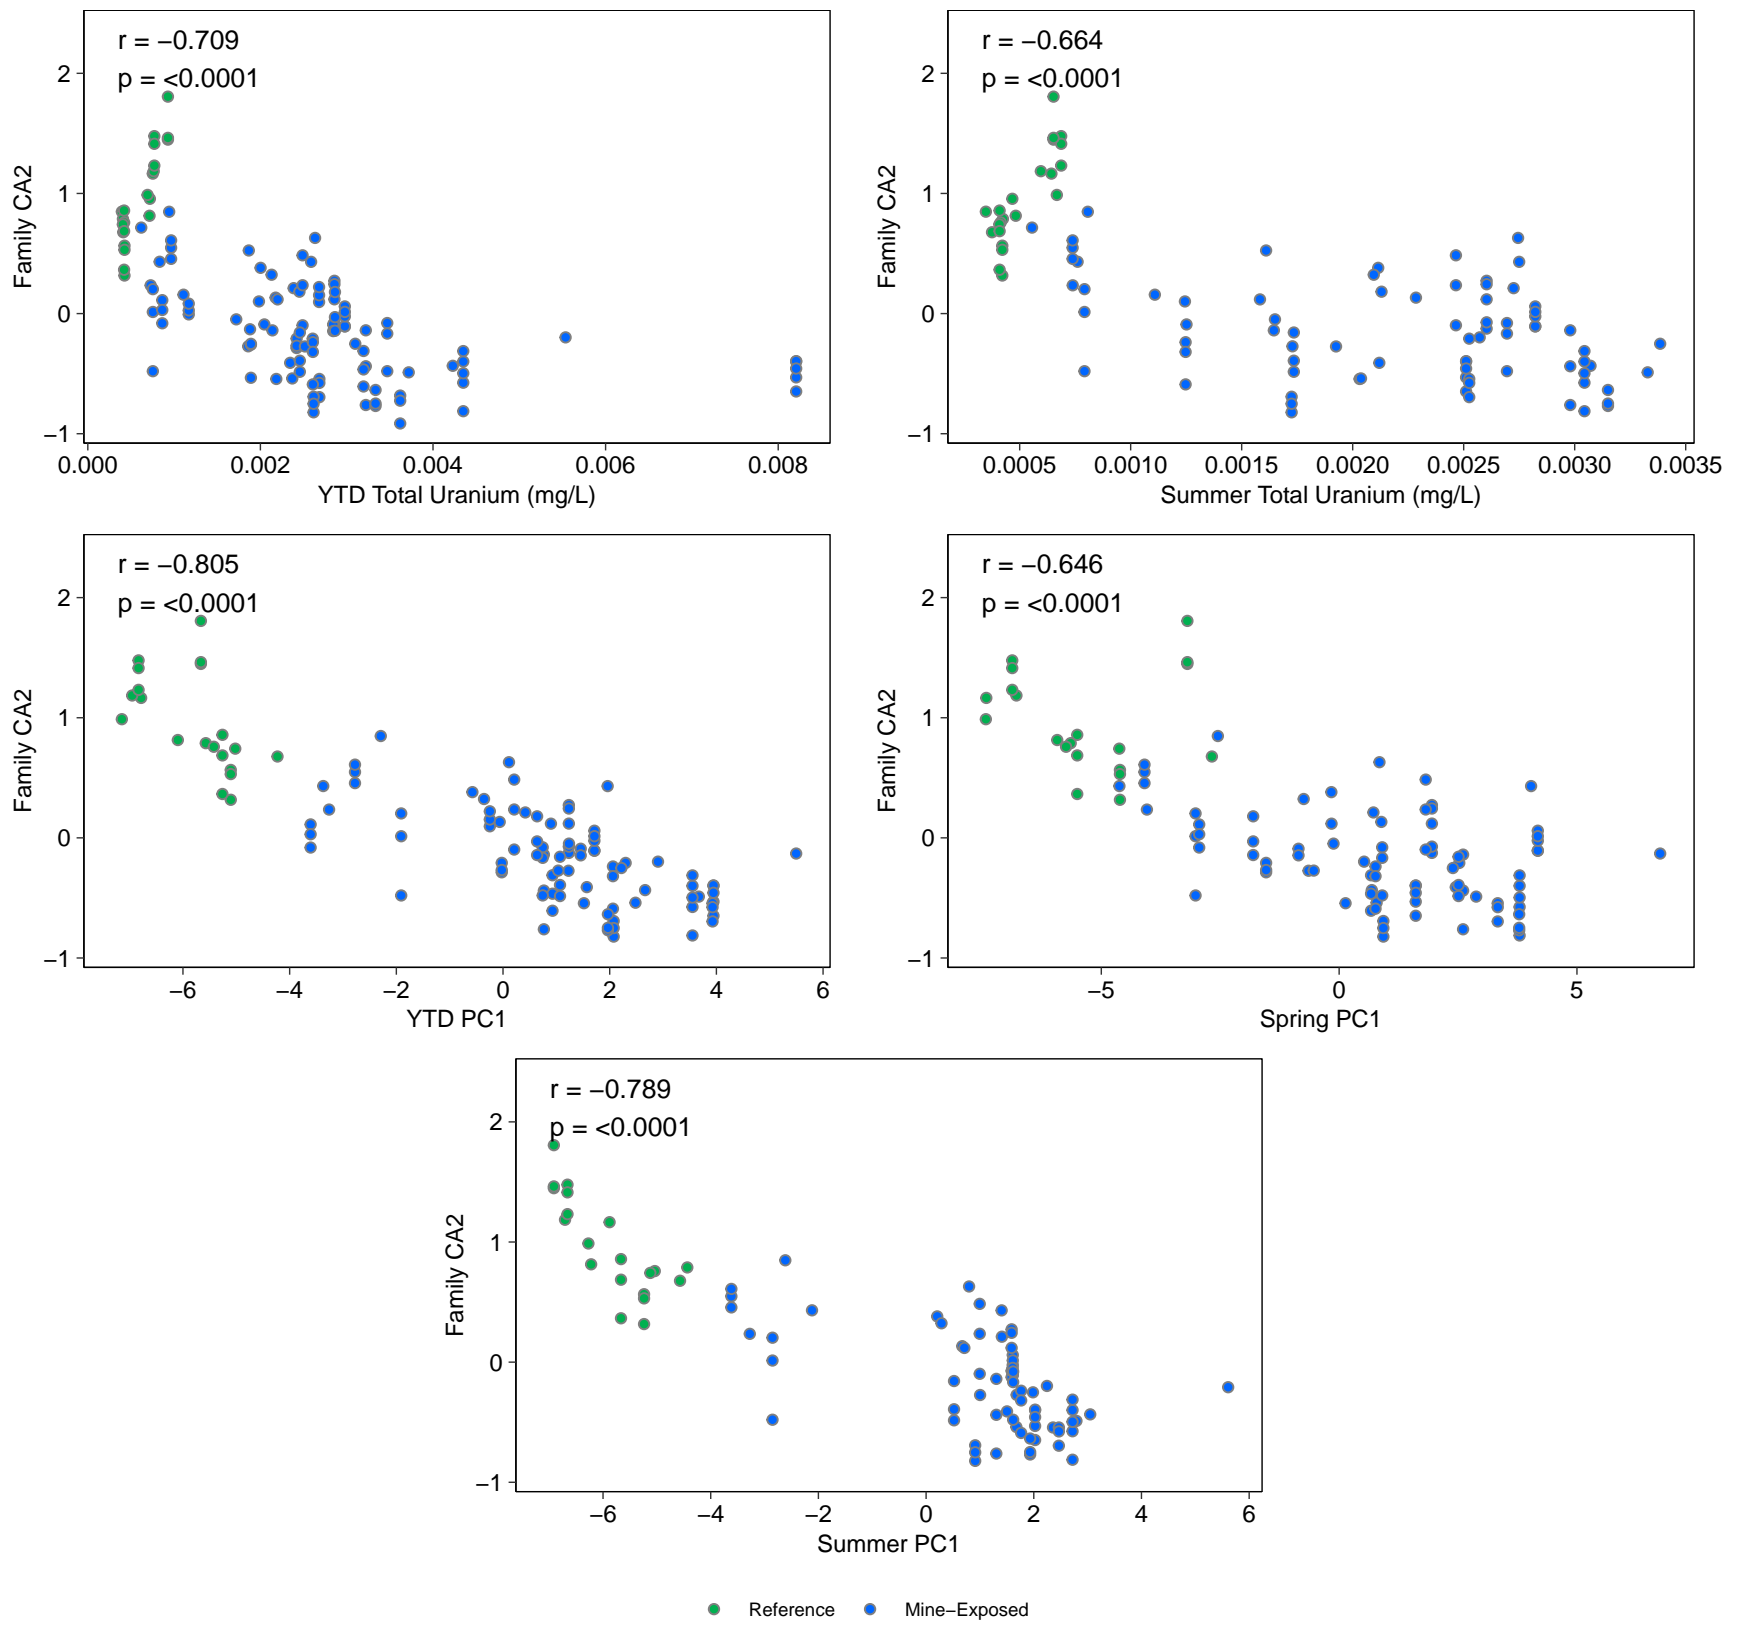 r = −0.709
p = <0.0001
Family CA2
2
1
0
−1
0.000 0.002 0.004 0.006 0.008
YTD Total Uranium (mg/L)
r = −0.664
p = <0.0001
Family CA2
2
1
0
−1
0.0005 0.0010 0.0015 0.0020 0.0025 0.0030 0.0035
Summer Total Uranium (mg/L)
r = −0.805
p = <0.0001
Family CA2
2
1
0
−1
−6 −4 −2 0 2 4 6
YTD PC1
r = −0.646
p = <0.0001
Family CA2
2
1
0
−1
−5 0 5
Spring PC1
r = −0.789
p = <0.0001
Family CA2
2
1
0
−1
−6 −4 −2 0 2 4 6
Summer PC1
Reference Mine−Exposed